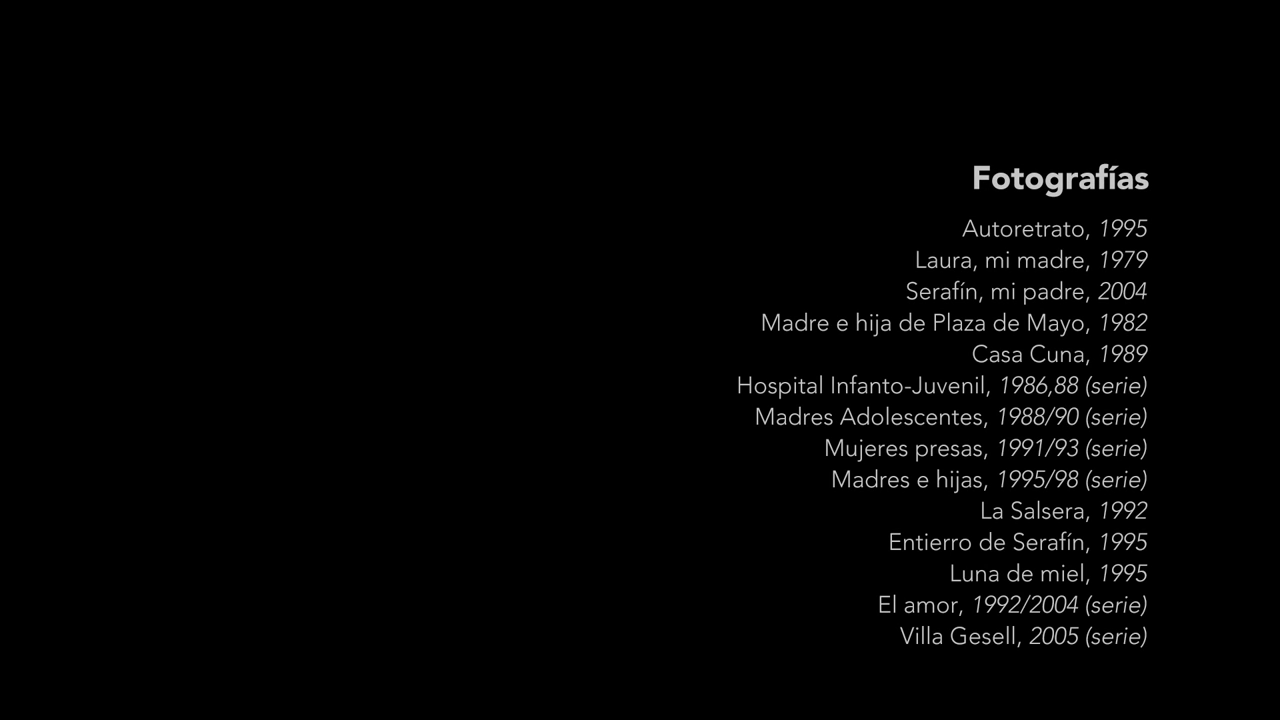 Fotografías
Autoretrato, 1995
Laura, mi madre, 1979
Serafín, mi padre, 2004
Madre e hija de Plaza de Mayo, 1982
Casa Cuna, 1989
Hospital Infanto-Juvenil, 1986,88 (serie)
Madres Adolescentes, 1988/90 (serie)
Mujeres presas, 1991/93 (serie)
Madres e hijas, 1995/98 (serie)
La Salsera, 1992
Entierro de Serafín, 1995
Luna de miel, 1995
El amor, 1992/2004 (serie)
Villa Gesell, 2005 (serie)